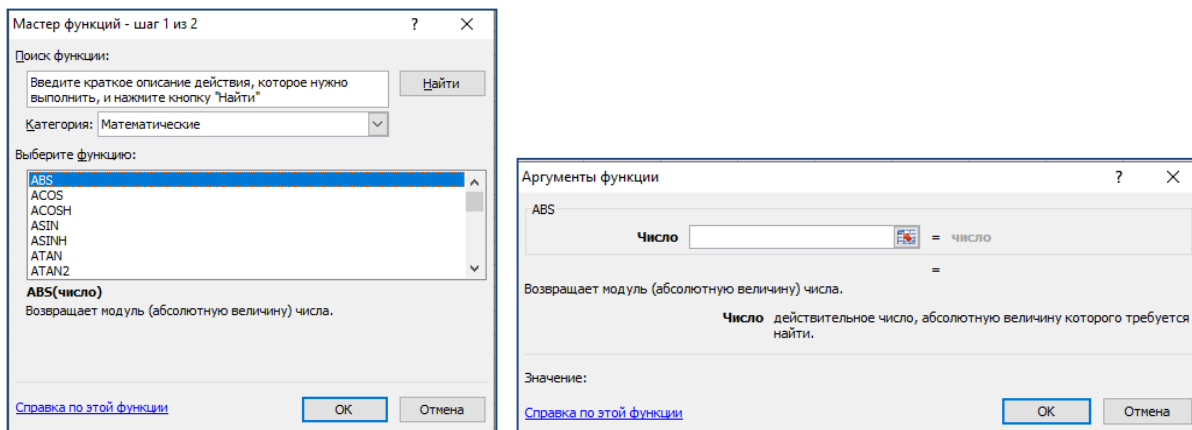 Мастер функций - шаг 1 из 2 ? ×
Поиск функции:
Введите краткое описание действия, которое нужно
выполнить, и нажмите кнопку "Найти"
Найти
Категория: Математические
Выберите функцию:
ABS
ACOS
ACOSH
ASIN
ASINH
ATAN
ATAN2
ABS(число)
Возвращает модуль (абсолютную величину) числа.
Справка по этой функции
ОК
Отмена
Аргументы функции ? ×
ABS
Число = число
=
Возвращает модуль (абсолютную величину) числа.
Число действительное число, абсолютную величину которого требуется
найти.
Значение:
Справка по этой функции
ОК
Отмена